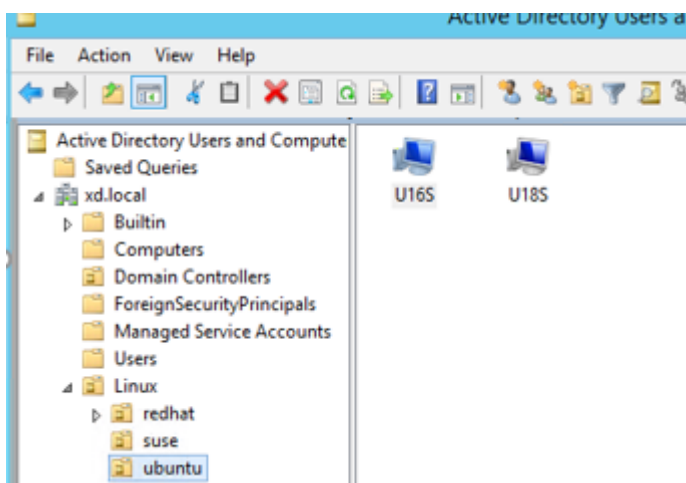 Active Directory Users a
File Action View Help
Active Directory Users and Compute
Saved Queries
xd.local
Builtin
Computers
Domain Controllers
ForeignSecurityPrincipals
Managed Service Accounts
Users
Linux
redhat
suse
ubuntu
U16S U18S